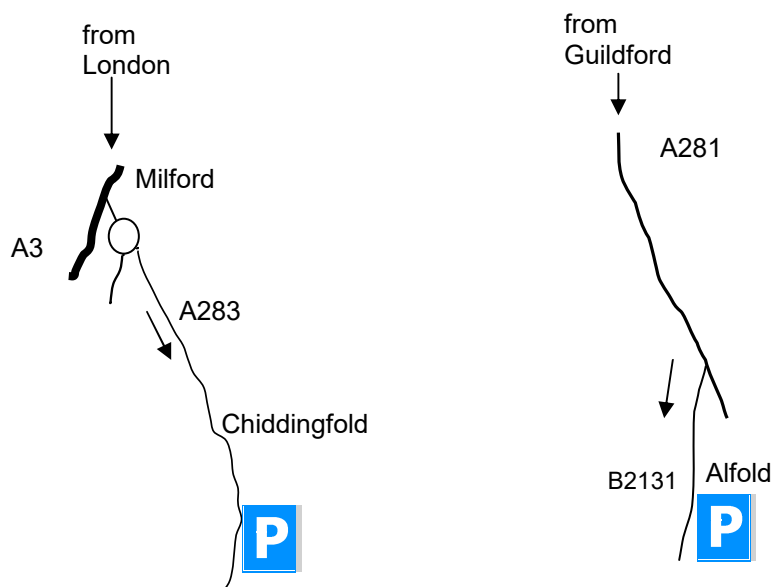 from
London
Milford
A3
A283
Chiddingfold
P
from
Guildford
A281
B2131
Alfold
P